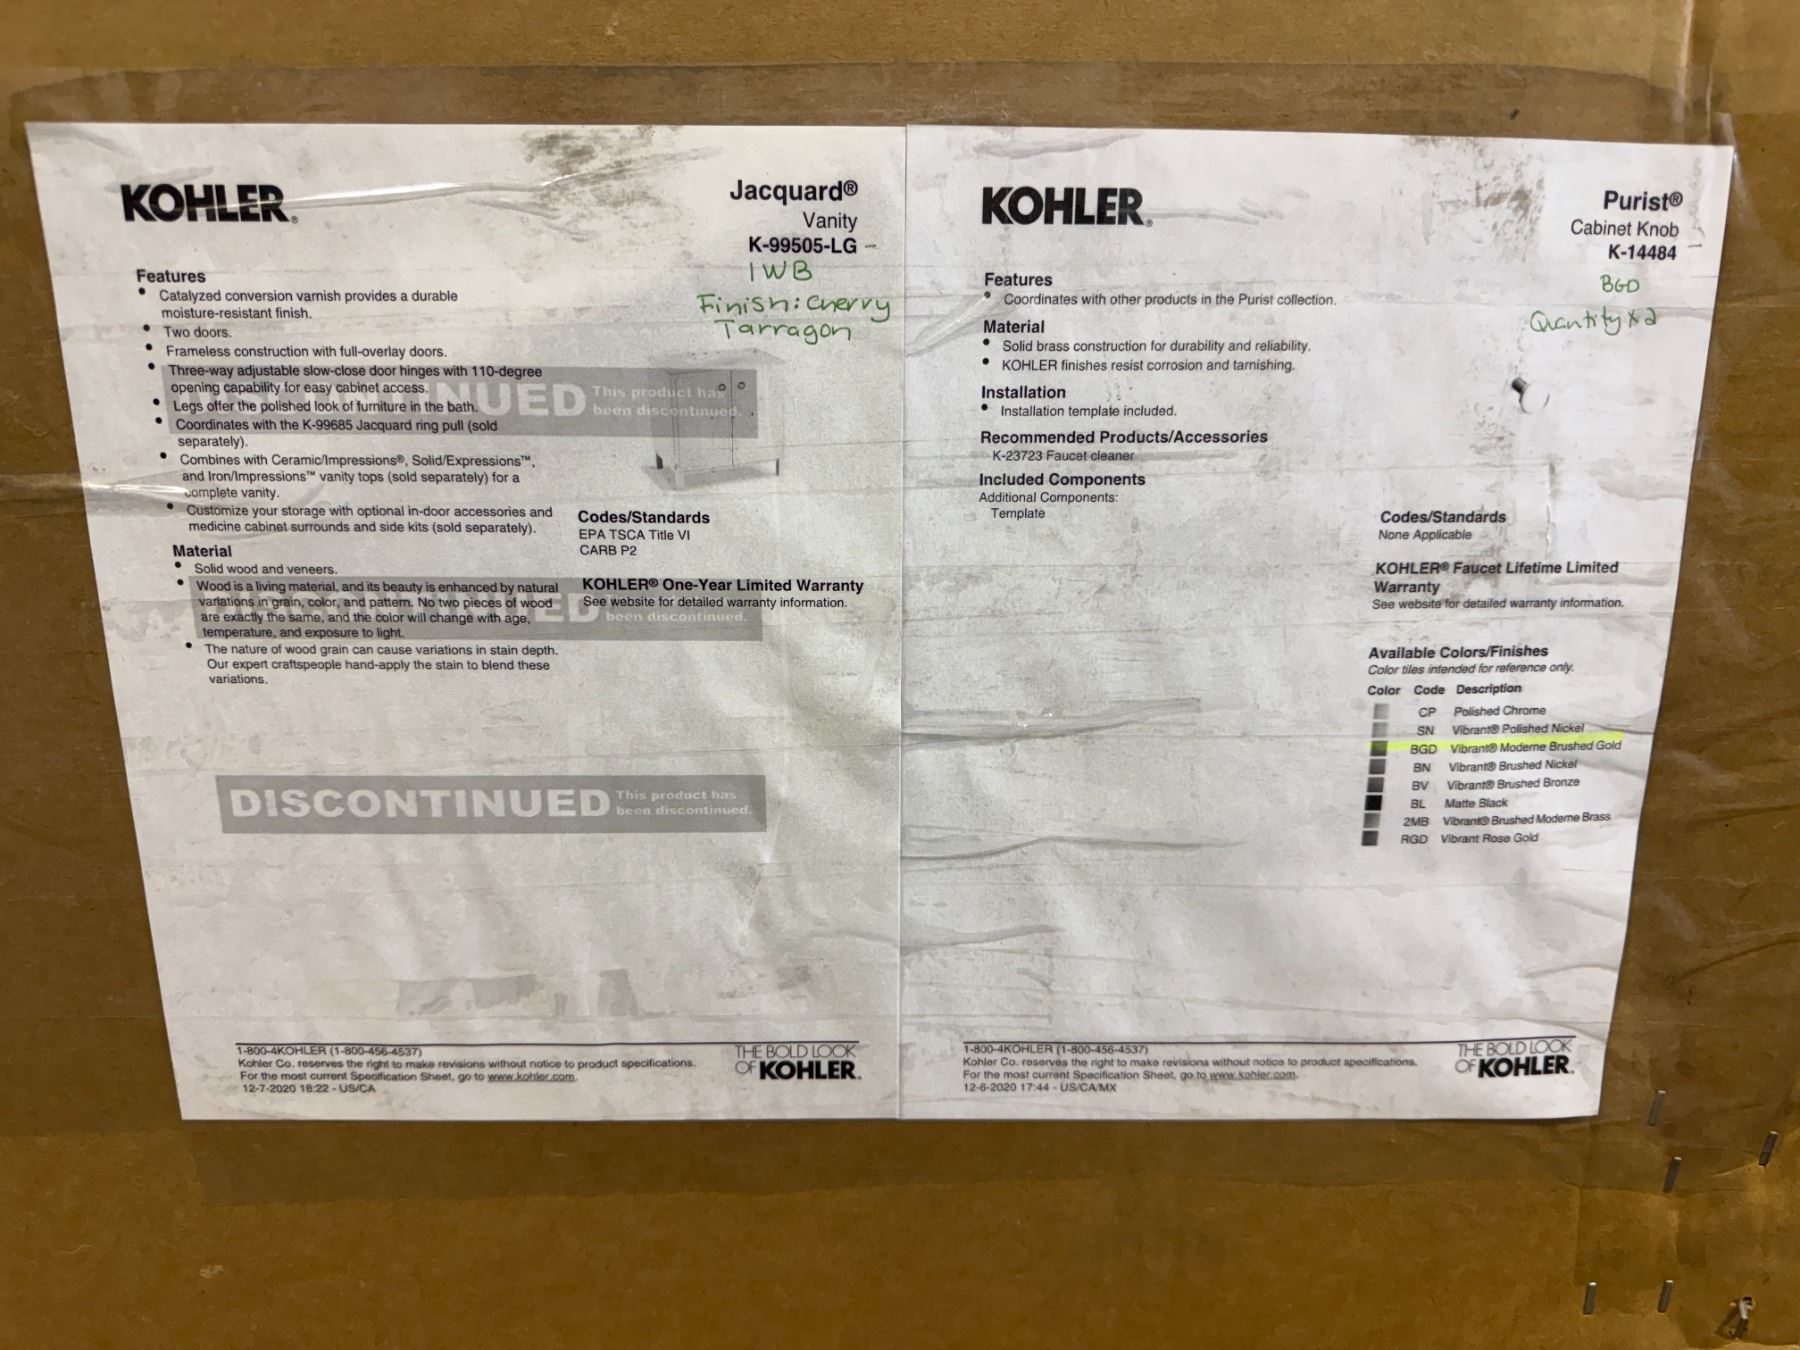 KOHLER®
Jacquard®
Vanity
K-99505-LG -
1WB
Finish: Cherry
Tarragon
Features
• Catalyzed conversion varnish provides a durable
moisture-resistant finish.
• Two doors.
• Frameless construction with full-overlay doors.
• Three-way adjustable slow-close door hinges with 110-degree
opening capability for easy cabinet access.
• Legs offer the polished look of furniture in the bath.
• Coordinates with the K-99685 Jacquard ring pull (sold
separately).
• Combines with Ceramic/Impressions®, Solid/Expressions™,
and Iron/Impressions™ vanity tops (sold separately) for a
complete vanity.
• Customize your storage with optional in-door accessories and
medicine cabinet surrounds and side kits (sold separately).
Material
• Solid wood and veneers.
• Wood is a living material, and its beauty is enhanced by natural
variations in grain, color, and pattern. No two pieces of wood
are exactly the same, and the color will change with age,
temperature, and exposure to light.
• The nature of wood grain can cause variations in stain depth.
Our expert craftspeople hand-apply the stain to blend these
variations.
NUED This product has
been discontinued.
Codes/Standards
EPA TSCA Title VI
CARB P2
KOHLER® One-Year Limited Warranty
See website for detailed warranty information.
ED been discontinued.
DISCONTINUED This product has
been discontinued.
1-800-4KOHLER (1-800-456-4537)
Kohler Co. reserves the right to make revisions without notice to product specifications.
For the most current Specification Sheet, go to www.kohler.com.
12-7-2020 18:22 - US/CA
THE BOLD LOOK
OF KOHLER®
KOHLER®
Purist®
Cabinet Knob
K-14484 -
BGD
Quantity x 2
Features
• Coordinates with other products in the Purist collection.
Material
• Solid brass construction for durability and reliability.
• KOHLER finishes resist corrosion and tarnishing.
Installation
• Installation template included.
Recommended Products/Accessories
K-23723 Faucet cleaner
Included Components
Additional Components:
Template
Codes/Standards
None Applicable
KOHLER® Faucet Lifetime Limited
Warranty
See website for detailed warranty information.
Available Colors/Finishes
Color tiles intended for reference only.
Color Code Description
CP Polished Chrome
SN Vibrant® Polished Nickel
BGD Vibrant® Moderne Brushed Gold
BN Vibrant® Brushed Nickel
BV Vibrant® Brushed Bronze
BL Matte Black
2MB Vibrant® Brushed Moderne Brass
RGD Vibrant Rose Gold
1-800-4KOHLER (1-800-456-4537)
Kohler Co. reserves the right to make revisions without notice to product specifications.
For the most current Specification Sheet, go to www.kohler.com.
12-6-2020 17:44 - US/CA/MX
THE BOLD LOOK
OF KOHLER®